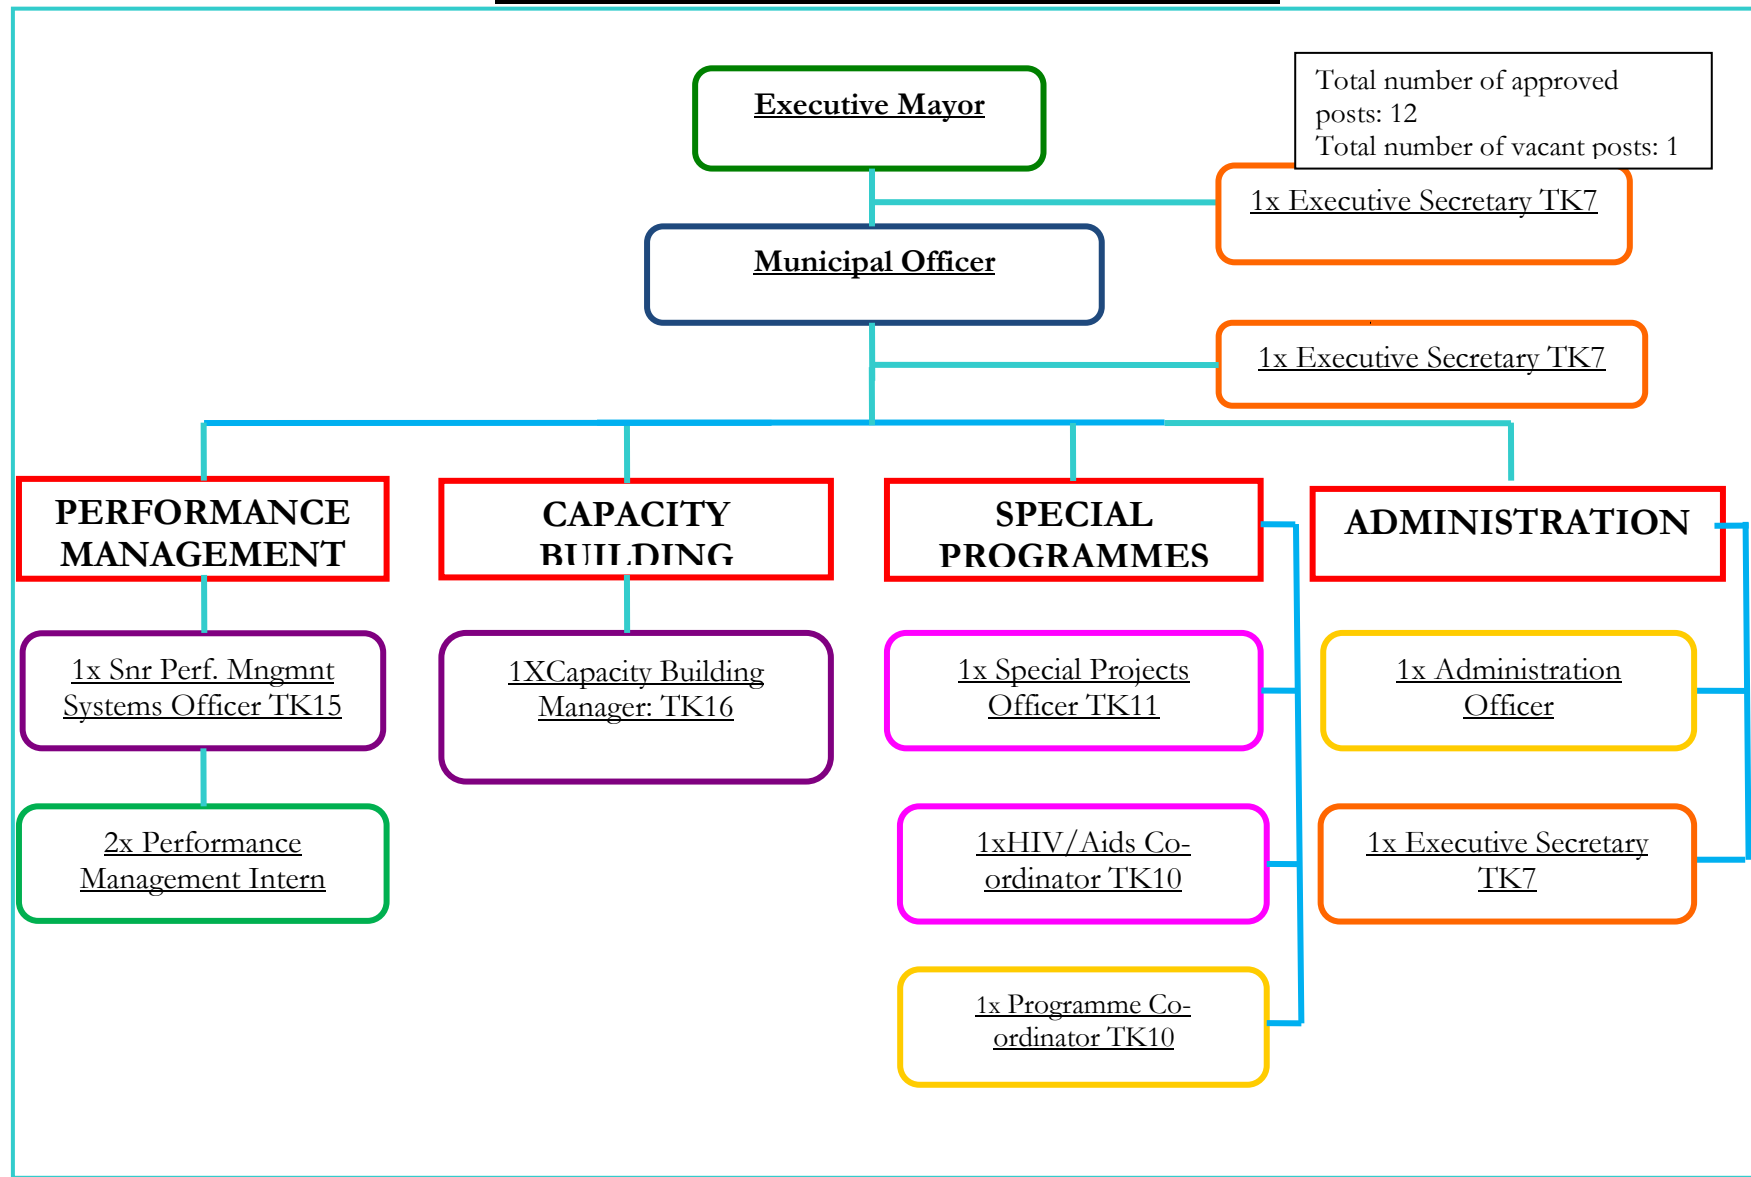 Total number of approved
posts: 12
Total number of vacant posts: 1
Executive Mayor
1x Executive Secretary TK7
Municipal Officer
1x Executive Secretary TK7
PERFORMANCE
MANAGEMENT
CAPACITY
BUILDING
SPECIAL
PROGRAMMES
ADMINISTRATION
1x Snr Perf. Mngmnt
Systems Officer TK15
1XCapacity Building
Manager: TK16
1x Special Projects
Officer TK11
1x Administration
Officer
2x Performance
Management Intern
1xHIV/Aids Co-
ordinator TK10
1x Executive Secretary
TK7
1x Programme Co-
ordinator TK10